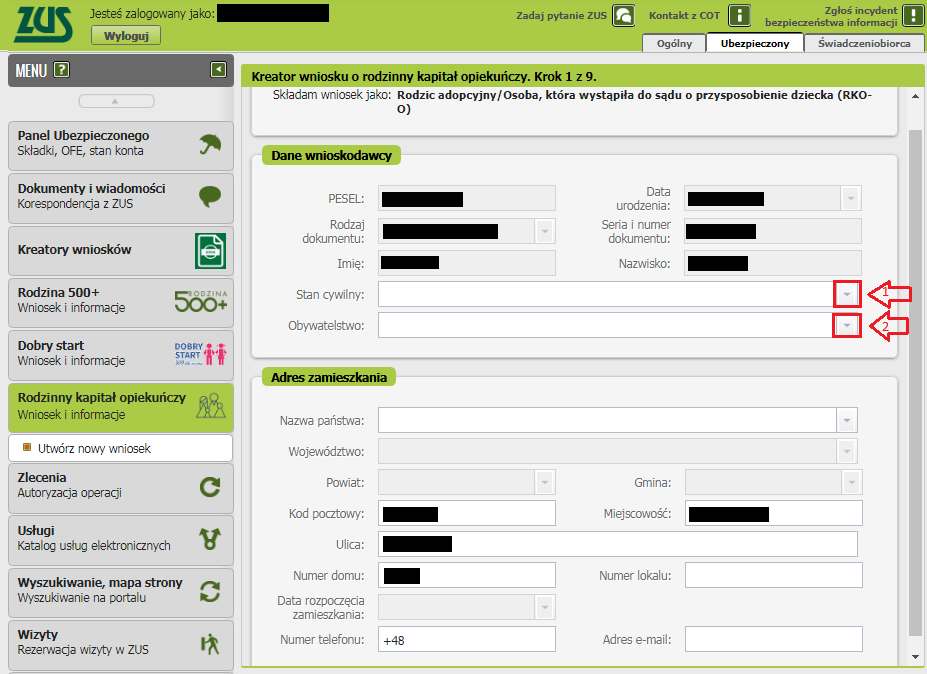 ZUS
Jesteś zalogowany jako:
Wyloguj
Zadaj pytanie ZUS
Kontakt z COT
Zgłoś incydent
bezpieczeństwa informacji
Ogólny
Ubezpieczony
Świadczeniobiorca
MENU ?
Panel Ubezpieczonego
Składki, OFE, stan konta
Dokumenty i wiadomości
Korespondencja z ZUS
Kreatory wniosków
Rodzina 500+
Wnioski i informacje
RODZINA
500+
Dobry start
Wnioski i informacje
DOBRY
START
Rodzinny kapitał opiekuńczy
Wnioski i informacje
Utwórz nowy wniosek
Zlecenia
Autoryzacja operacji
Usługi
Katalog usług elektronicznych
Wyszukiwanie, mapa strony
Wyszukiwanie na portalu
Wizyty
Rezerwacja wizyty w ZUS
Kreator wniosku o rodzinny kapitał opiekuńczy. Krok 1 z 9.
Składam wniosek jako: Rodzic adopcyjny/Osoba, która wystąpiła do sądu o przysposobienie dziecka (RKO-
O)
Dane wnioskodawcy
PESEL:
Data
urodzenia:
Rodzaj
dokumentu:
Seria i numer
dokumentu:
Imię:
Nazwisko:
Stan cywilny:
1
Obywatelstwo:
2
Adres zamieszkania
Nazwa państwa:
Województwo:
Powiat:
Gmina:
Kod pocztowy:
Miejscowość:
Ulica:
Numer domu:
Numer lokalu:
Data rozpoczęcia
zamieszkania:
Numer telefonu: +48
Adres e-mail: